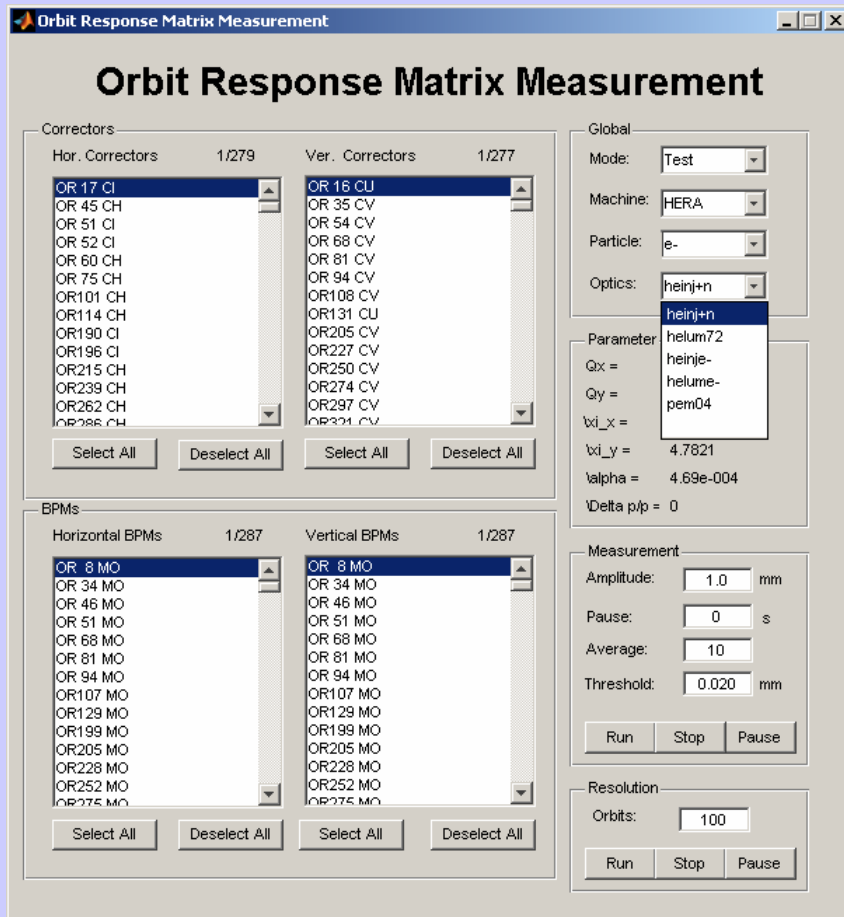 Orbit Response Matrix Measurement
Orbit Response Matrix Measurement
Correctors
Hor. Correctors 1/279
OR 17 CI
OR 45 CH
OR 51 CI
OR 52 CI
OR 60 CH
OR 75 CH
OR101 CH
OR114 CH
OR190 CI
OR196 CI
OR215 CH
OR239 CH
OR262 CH
OR286 CH
Select All Deselect All
Ver. Correctors 1/277
OR 16 CU
OR 35 CV
OR 54 CV
OR 68 CV
OR 81 CV
OR 94 CV
OR108 CV
OR131 CU
OR205 CV
OR227 CV
OR250 CV
OR274 CV
OR297 CV
OR321 CV
Select All Deselect All
BPMs
Horizontal BPMs 1/287
OR 8 MO
OR 34 MO
OR 46 MO
OR 51 MO
OR 68 MO
OR 81 MO
OR 94 MO
OR107 MO
OR129 MO
OR199 MO
OR205 MO
OR228 MO
OR252 MO
OR275 MO
Select All Deselect All
Vertical BPMs 1/287
OR 8 MO
OR 34 MO
OR 46 MO
OR 51 MO
OR 68 MO
OR 81 MO
OR 94 MO
OR107 MO
OR129 MO
OR199 MO
OR205 MO
OR228 MO
OR252 MO
OR275 MO
Select All Deselect All
Global
Mode: Test
Machine: HERA
Particle: e-
Optics: heinj+n
heinj+n
helum72
heinje-
helume-
pem04
Parameter
Qx =
Qy =
\xi_x =
\xi_y = 4.7821
\alpha = 4.69e-004
\Delta p/p = 0
Measurement
Amplitude: 1.0 mm
Pause: 0 s
Average: 10
Threshold: 0.020 mm
Run Stop Pause
Resolution
Orbits: 100
Run Stop Pause